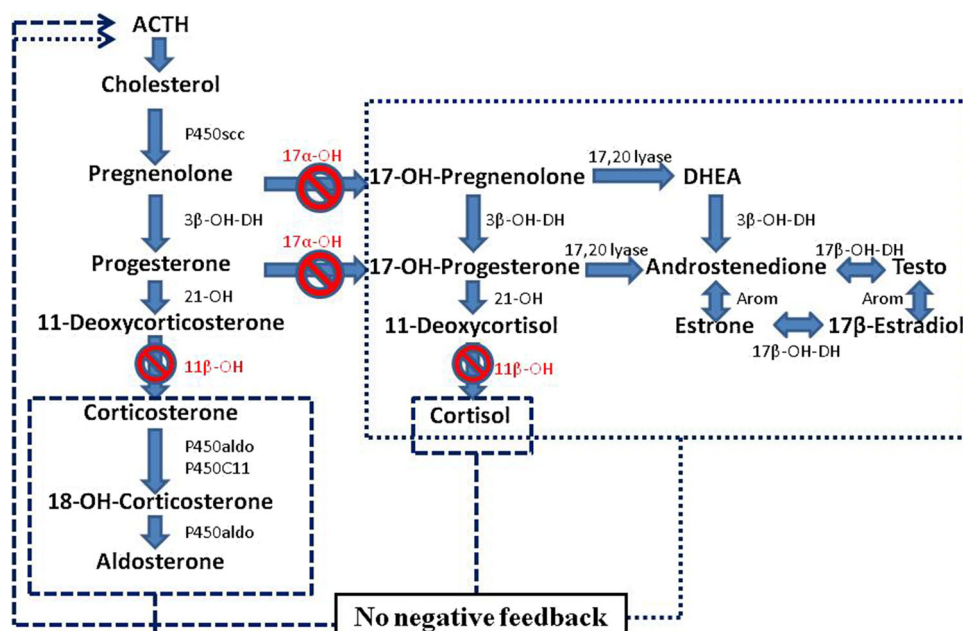 ACTH
Cholesterol
P450scc
17α-OH
17,20 lyase
Pregnenolone
17-OH-Pregnenolone
DHEA
3β-OH-DH
3β-OH-DH
3β-OH-DH
17α-OH
17,20 lyase
17β-OH-DH
Progesterone
17-OH-Progesterone
Androstenedione
Testo
21-OH
21-OH
Arom
Arom
11-Deoxycorticosterone
11-Deoxycortisol
Estrone
17β-Estradiol
17β-OH-DH
11β-OH
11β-OH
Corticosterone
Cortisol
P450aldo
P450C11
18-OH-Corticosterone
P450aldo
Aldosterone
No negative feedback